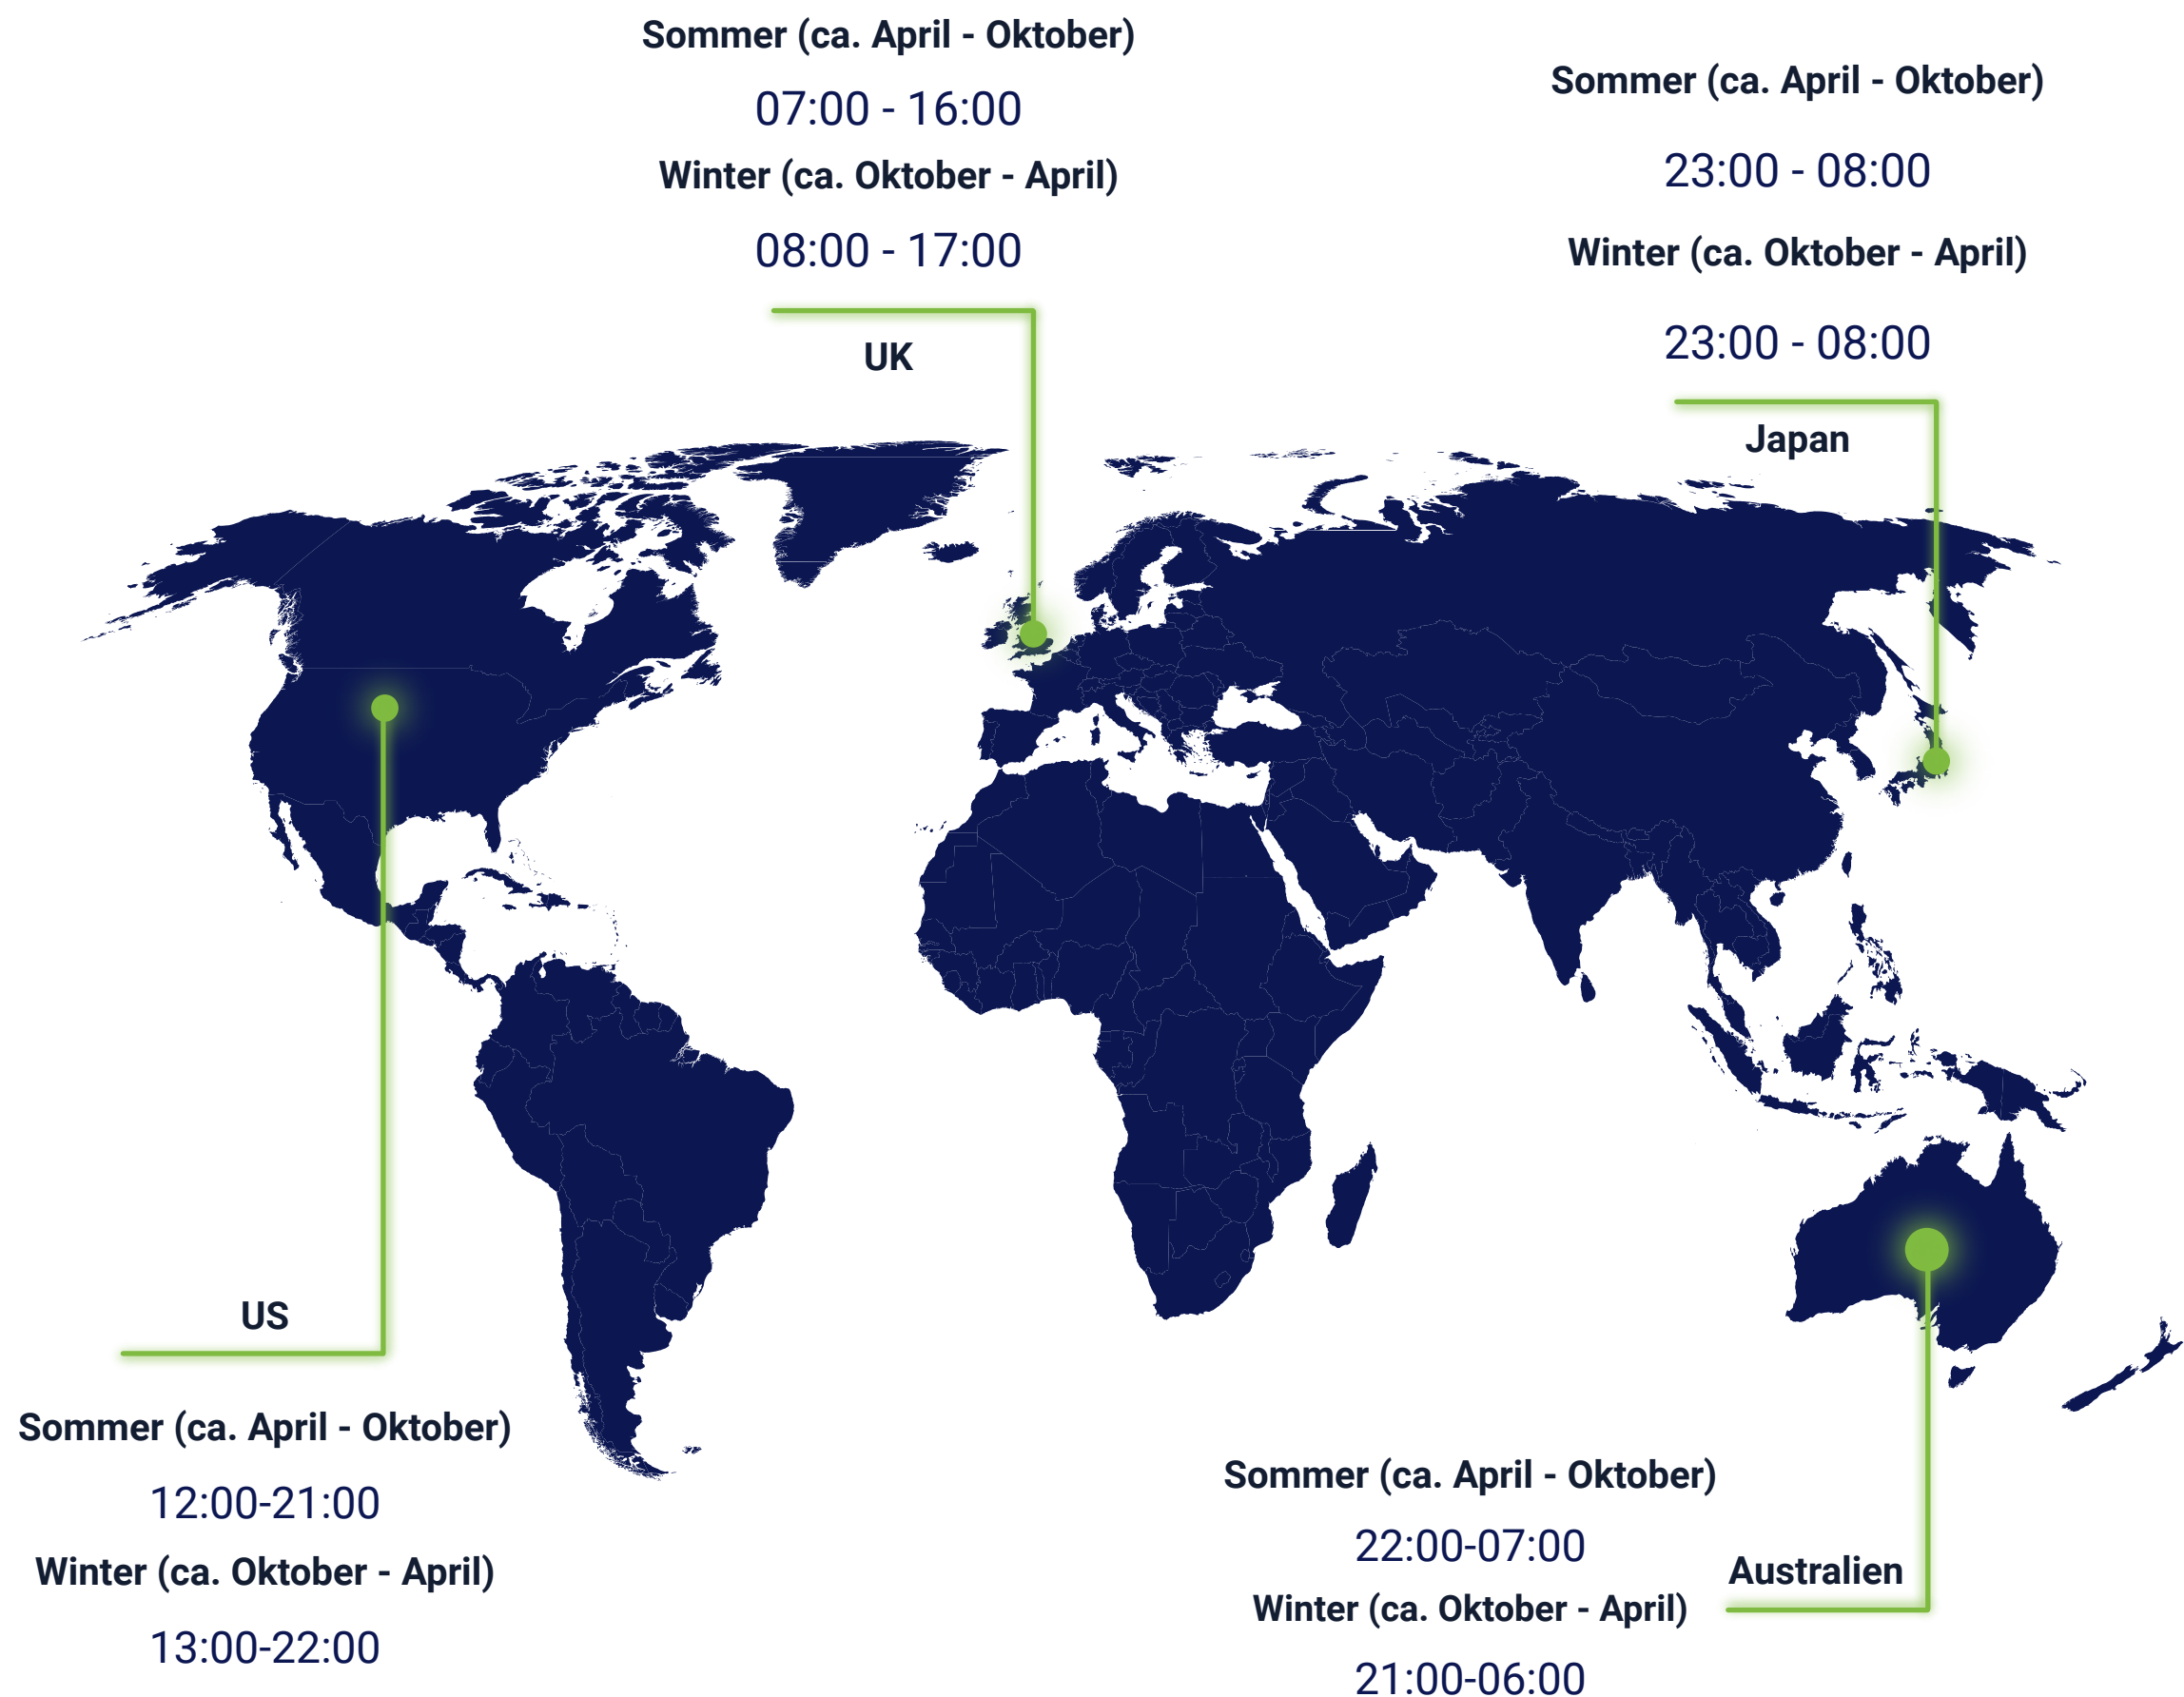 Sommer (ca. April - Oktober)
07:00 - 16:00
Winter (ca. Oktober - April)
08:00 - 17:00
UK
Sommer (ca. April - Oktober)
23:00 - 08:00
Winter (ca. Oktober - April)
23:00 - 08:00
Japan
US
Sommer (ca. April - Oktober)
12:00-21:00
Winter (ca. Oktober - April)
13:00-22:00
Sommer (ca. April - Oktober)
22:00-07:00
Winter (ca. Oktober - April)
21:00-06:00
Australien